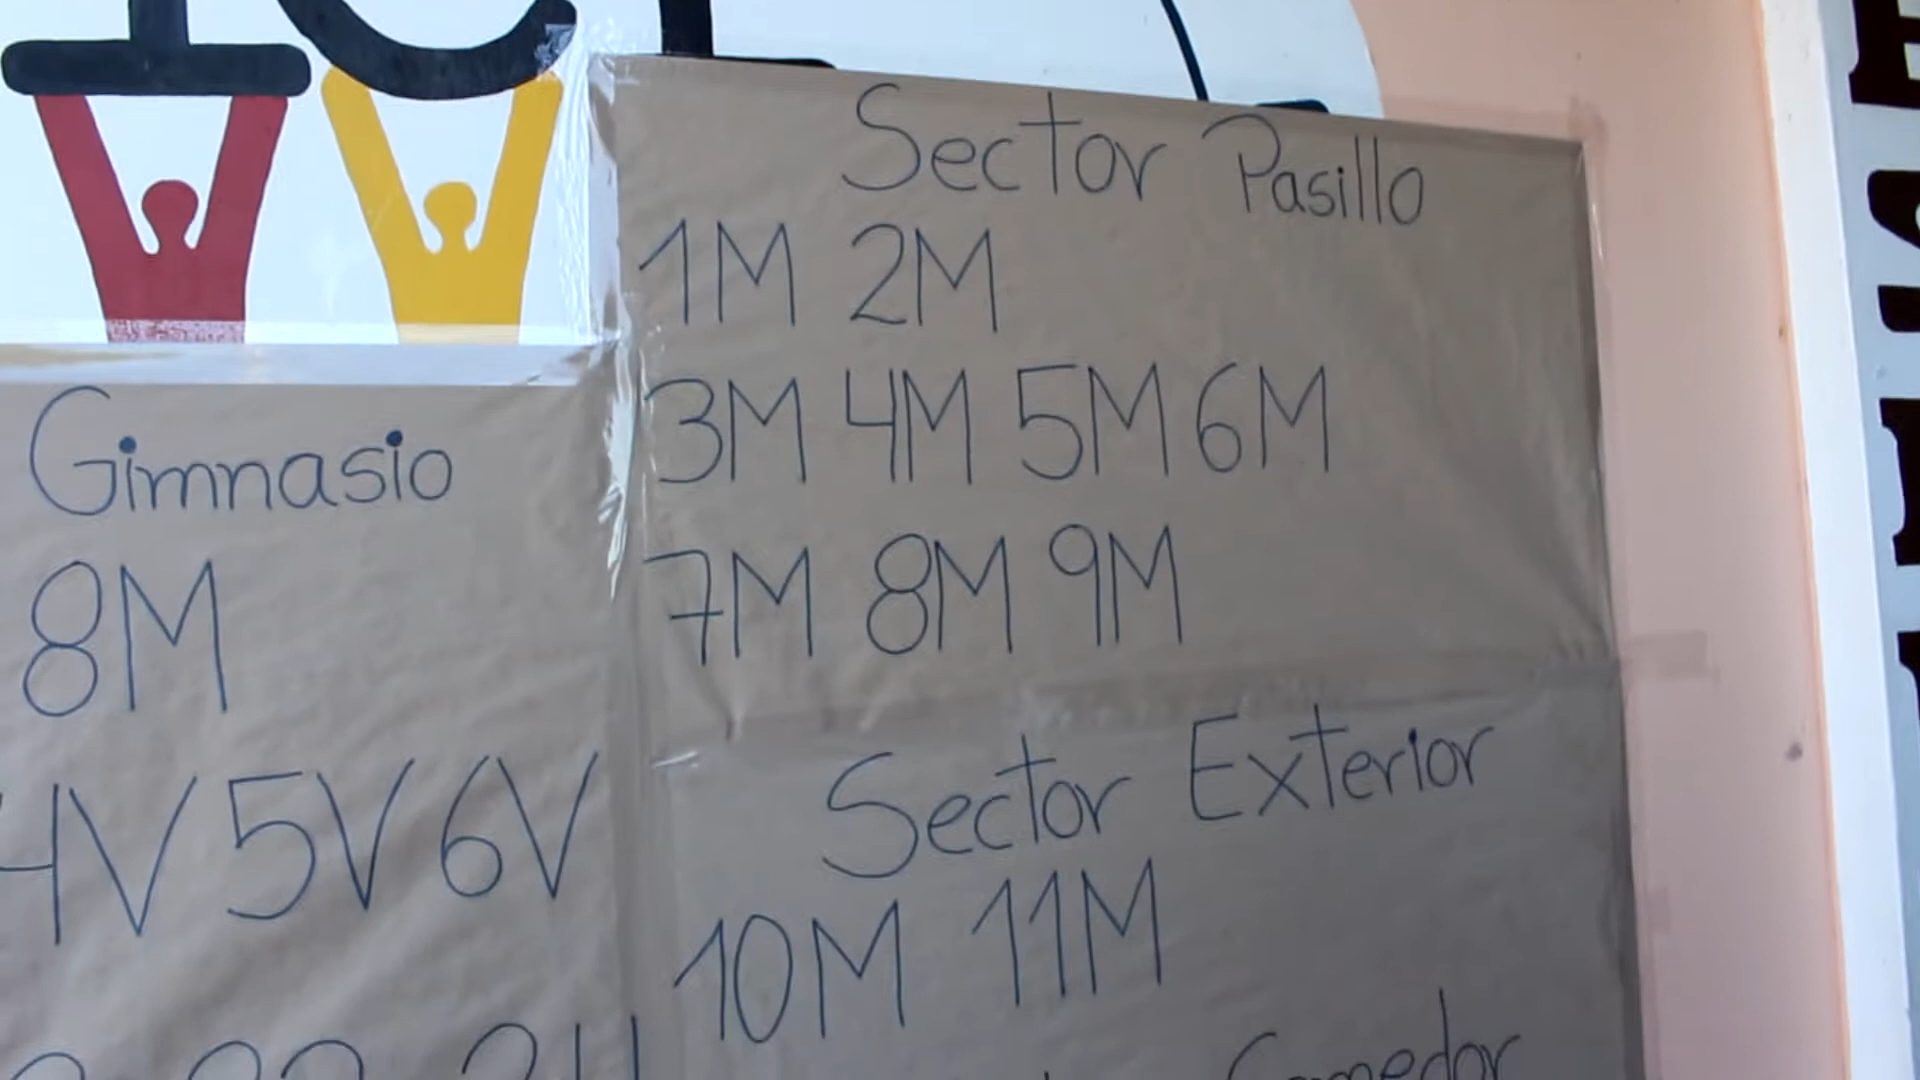 Gimnasio
8M
4V 5V 6V
Sector Pasillo
1M 2M
3M 4M 5M 6M
7M 8M 9M
Sector Exterior
10M 11M
Comedor